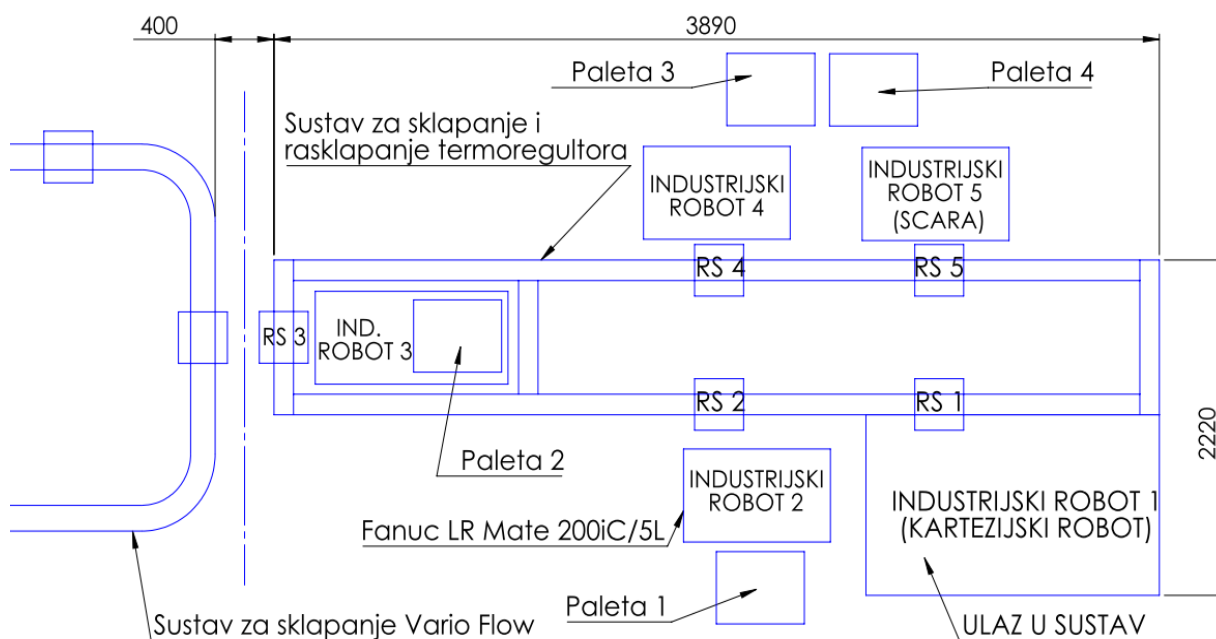 400
3890
Paleta 3
Paleta 4
Sustav za sklapanje i
rasklapanje termoregultora
INDUSTRIJSKI
ROBOT 4
INDUSTRIJSKI
ROBOT 5
(SCARA)
RS 4
RS 5
RS 3
IND.
ROBOT 3
RS 2
RS 1
2220
Paleta 2
INDUSTRIJSKI
ROBOT 2
INDUSTRIJSKI ROBOT 1
(KARTEZIJSKI ROBOT)
Fanuc LR Mate 200iC/5L
Paleta 1
Sustav za sklapanje Vario Flow
ULAZ U SUSTAV